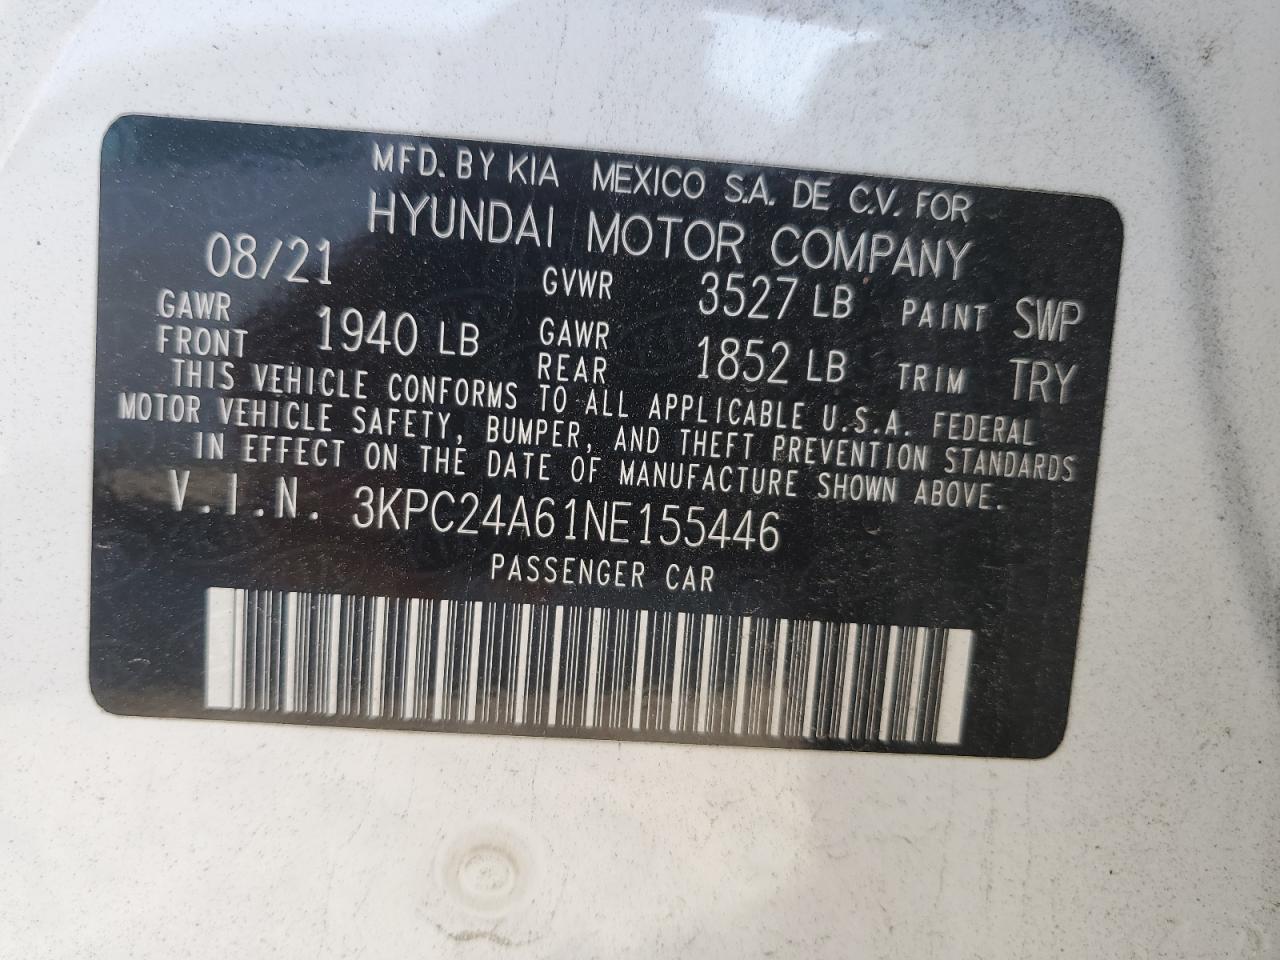 MFD. BY KIA MEXICO S.A. DE C.V. FOR
HYUNDAI MOTOR COMPANY
08/21 GVWR 3527 LB PAINT SWP
GAWR FRONT 1940 LB GAWR REAR 1852 LB TRIM TRY
THIS VEHICLE CONFORMS TO ALL APPLICABLE U.S.A. FEDERAL
MOTOR VEHICLE SAFETY, BUMPER, AND THEFT PREVENTION STANDARDS
IN EFFECT ON THE DATE OF MANUFACTURE SHOWN ABOVE.
V.I.N. 3KPC24A61NE155446
PASSENGER CAR